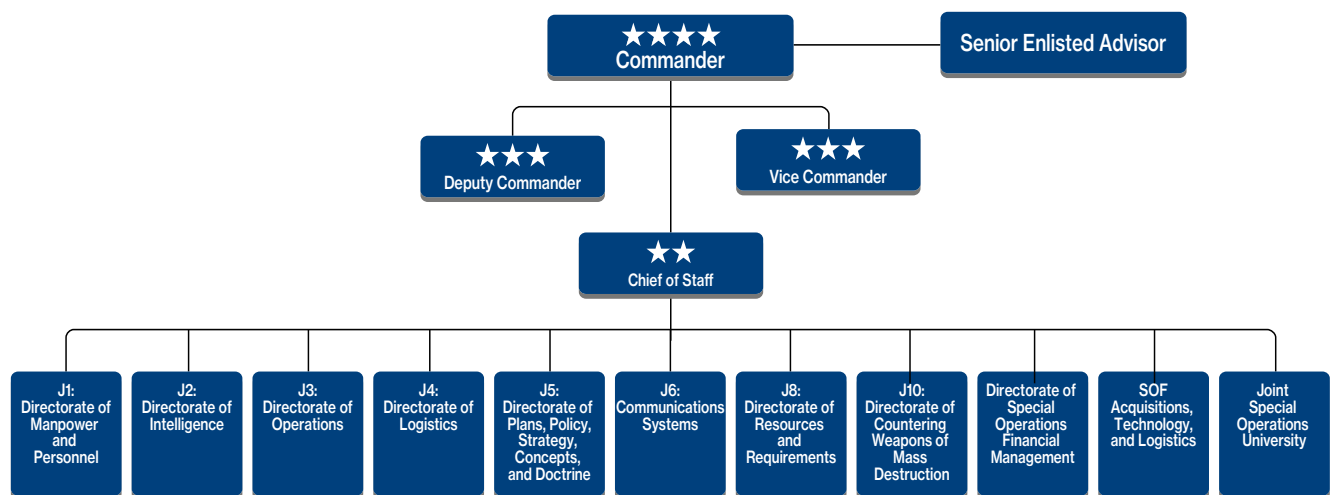 ★★★★
Commander
Senior Enlisted Advisor
★★★
Deputy Commander
★★★
Vice Commander
★★
Chief of Staff
J1:
Directorate of
Manpower
and
Personnel
J2:
Directorate of
Intelligence
J3:
Directorate of
Operations
J4:
Directorate of
Logistics
J5:
Directorate of
Plans, Policy,
Strategy,
Concepts,
and Doctrine
J6:
Communications
Systems
J8:
Directorate of
Resources
and
Requirements
J10:
Directorate of
Countering
Weapons of
Mass
Destruction
Directorate of
Special
Operations
Financial
Management
SOF
Acquisitions,
Technology,
and Logistics
Joint
Special
Operations
University